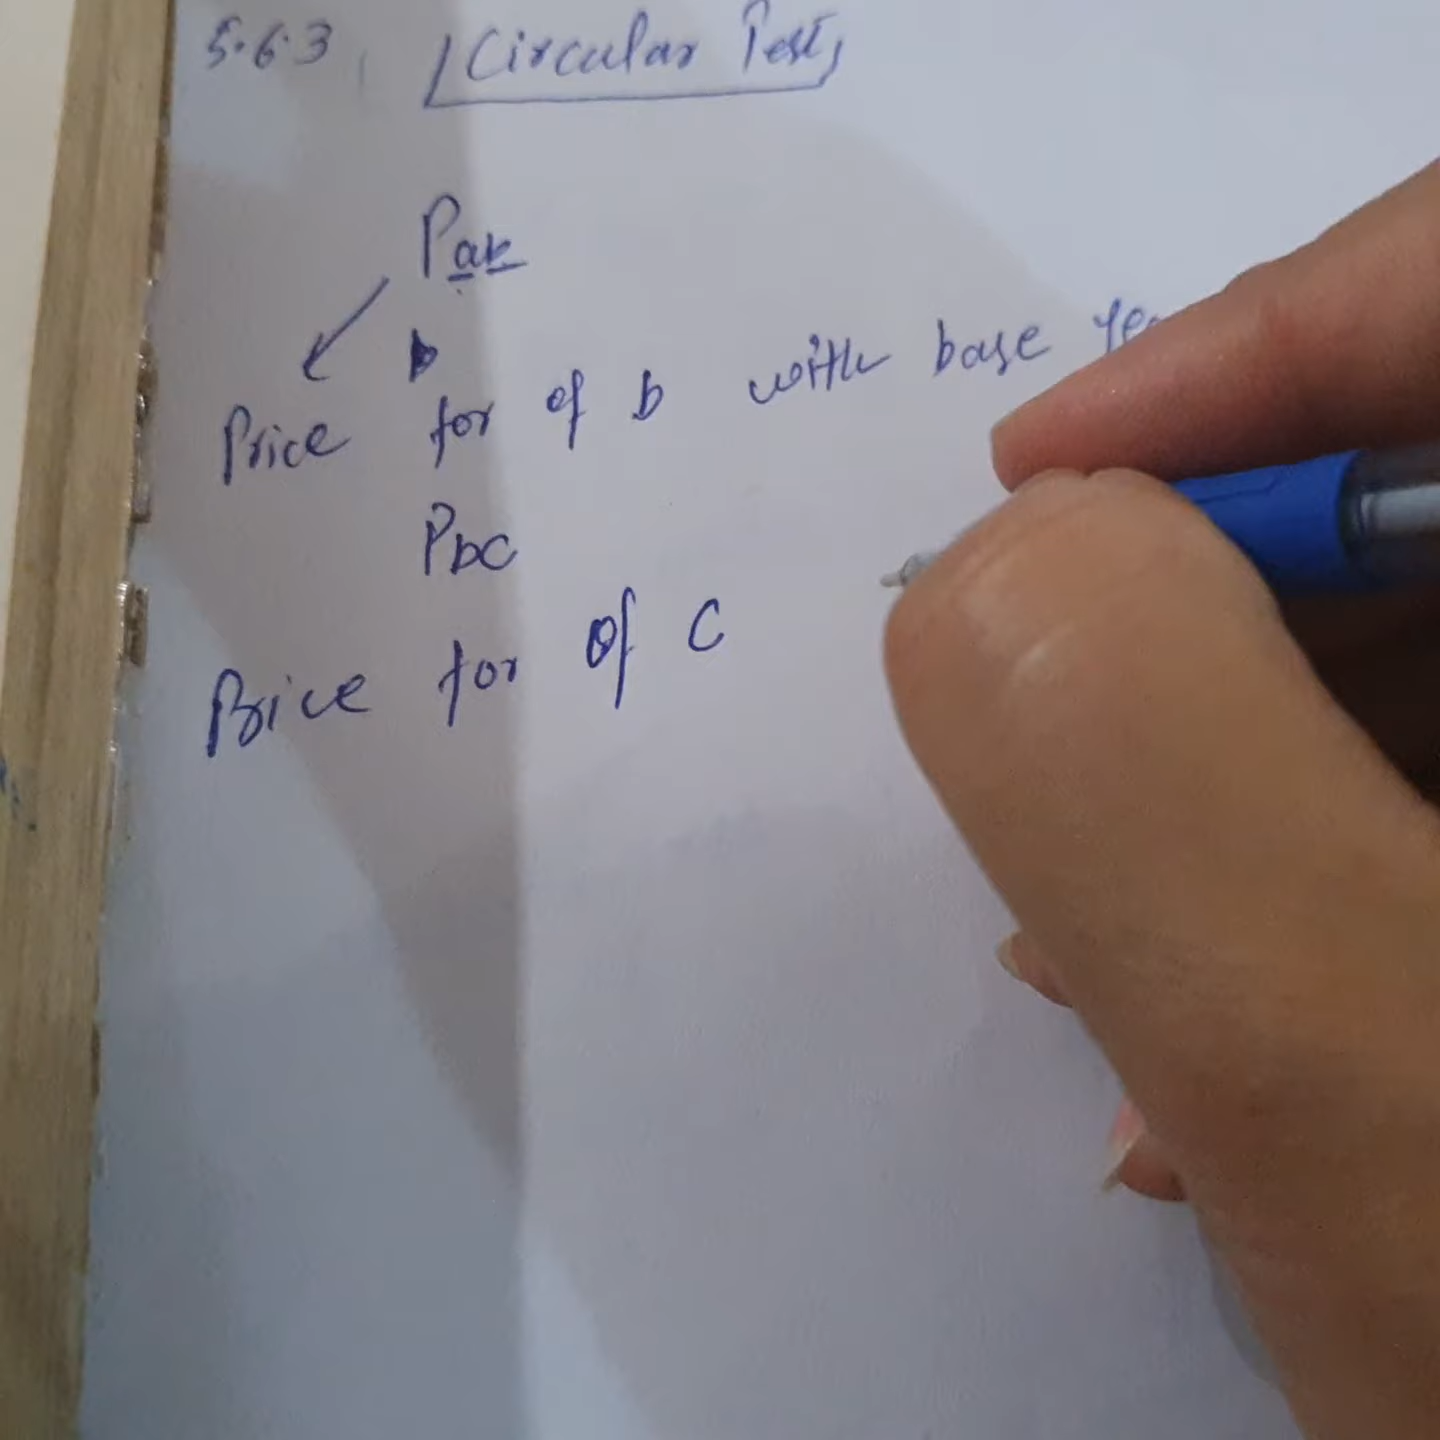 5.6.3 Circular Test
Pab
Price for of b with base
Pbc
Price for of C